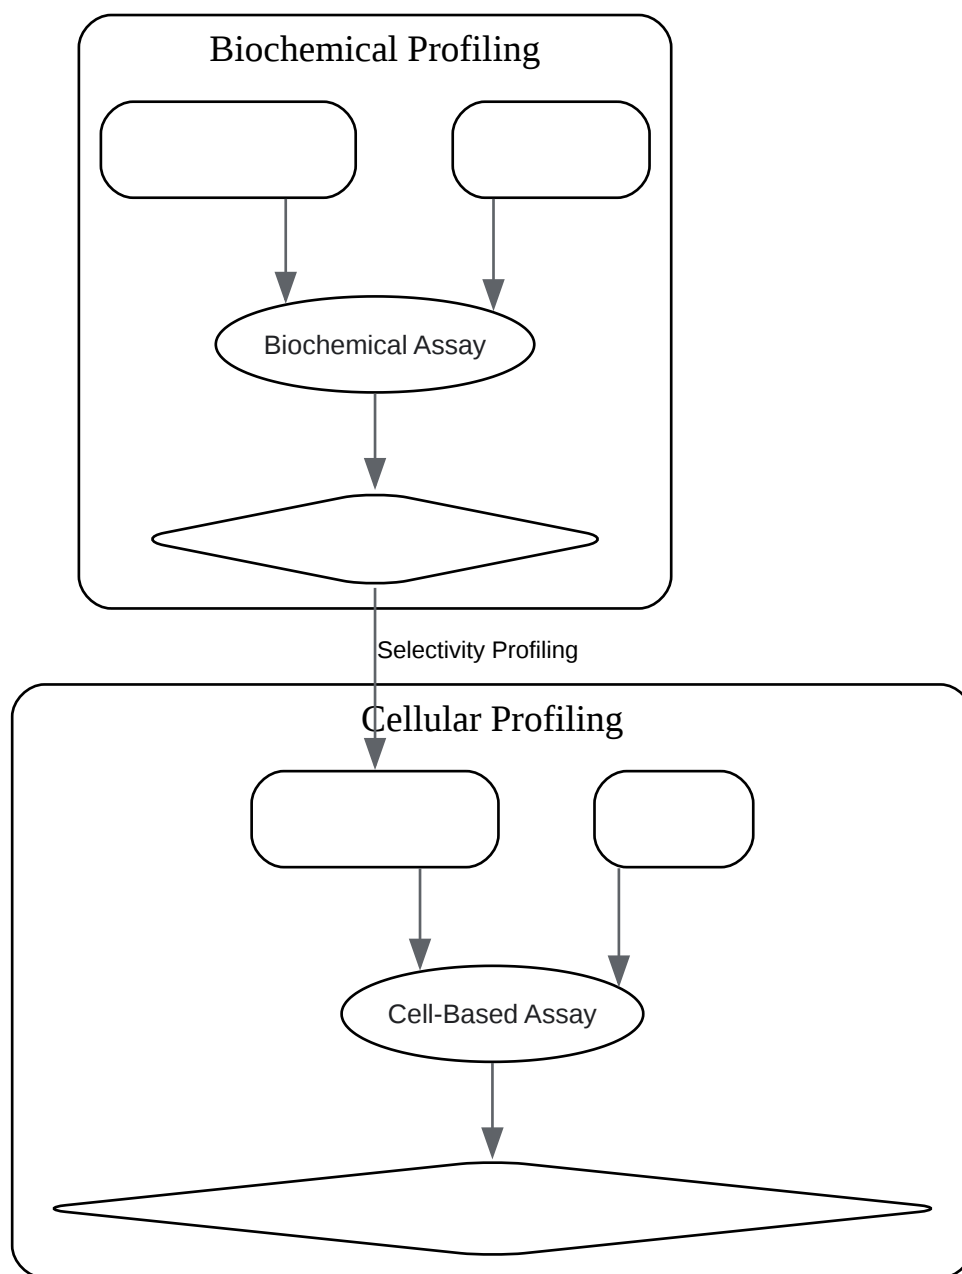 Biochemical Profiling
Biochemical Assay
Selectivity Profiling
Cellular Profiling
Cell-Based Assay